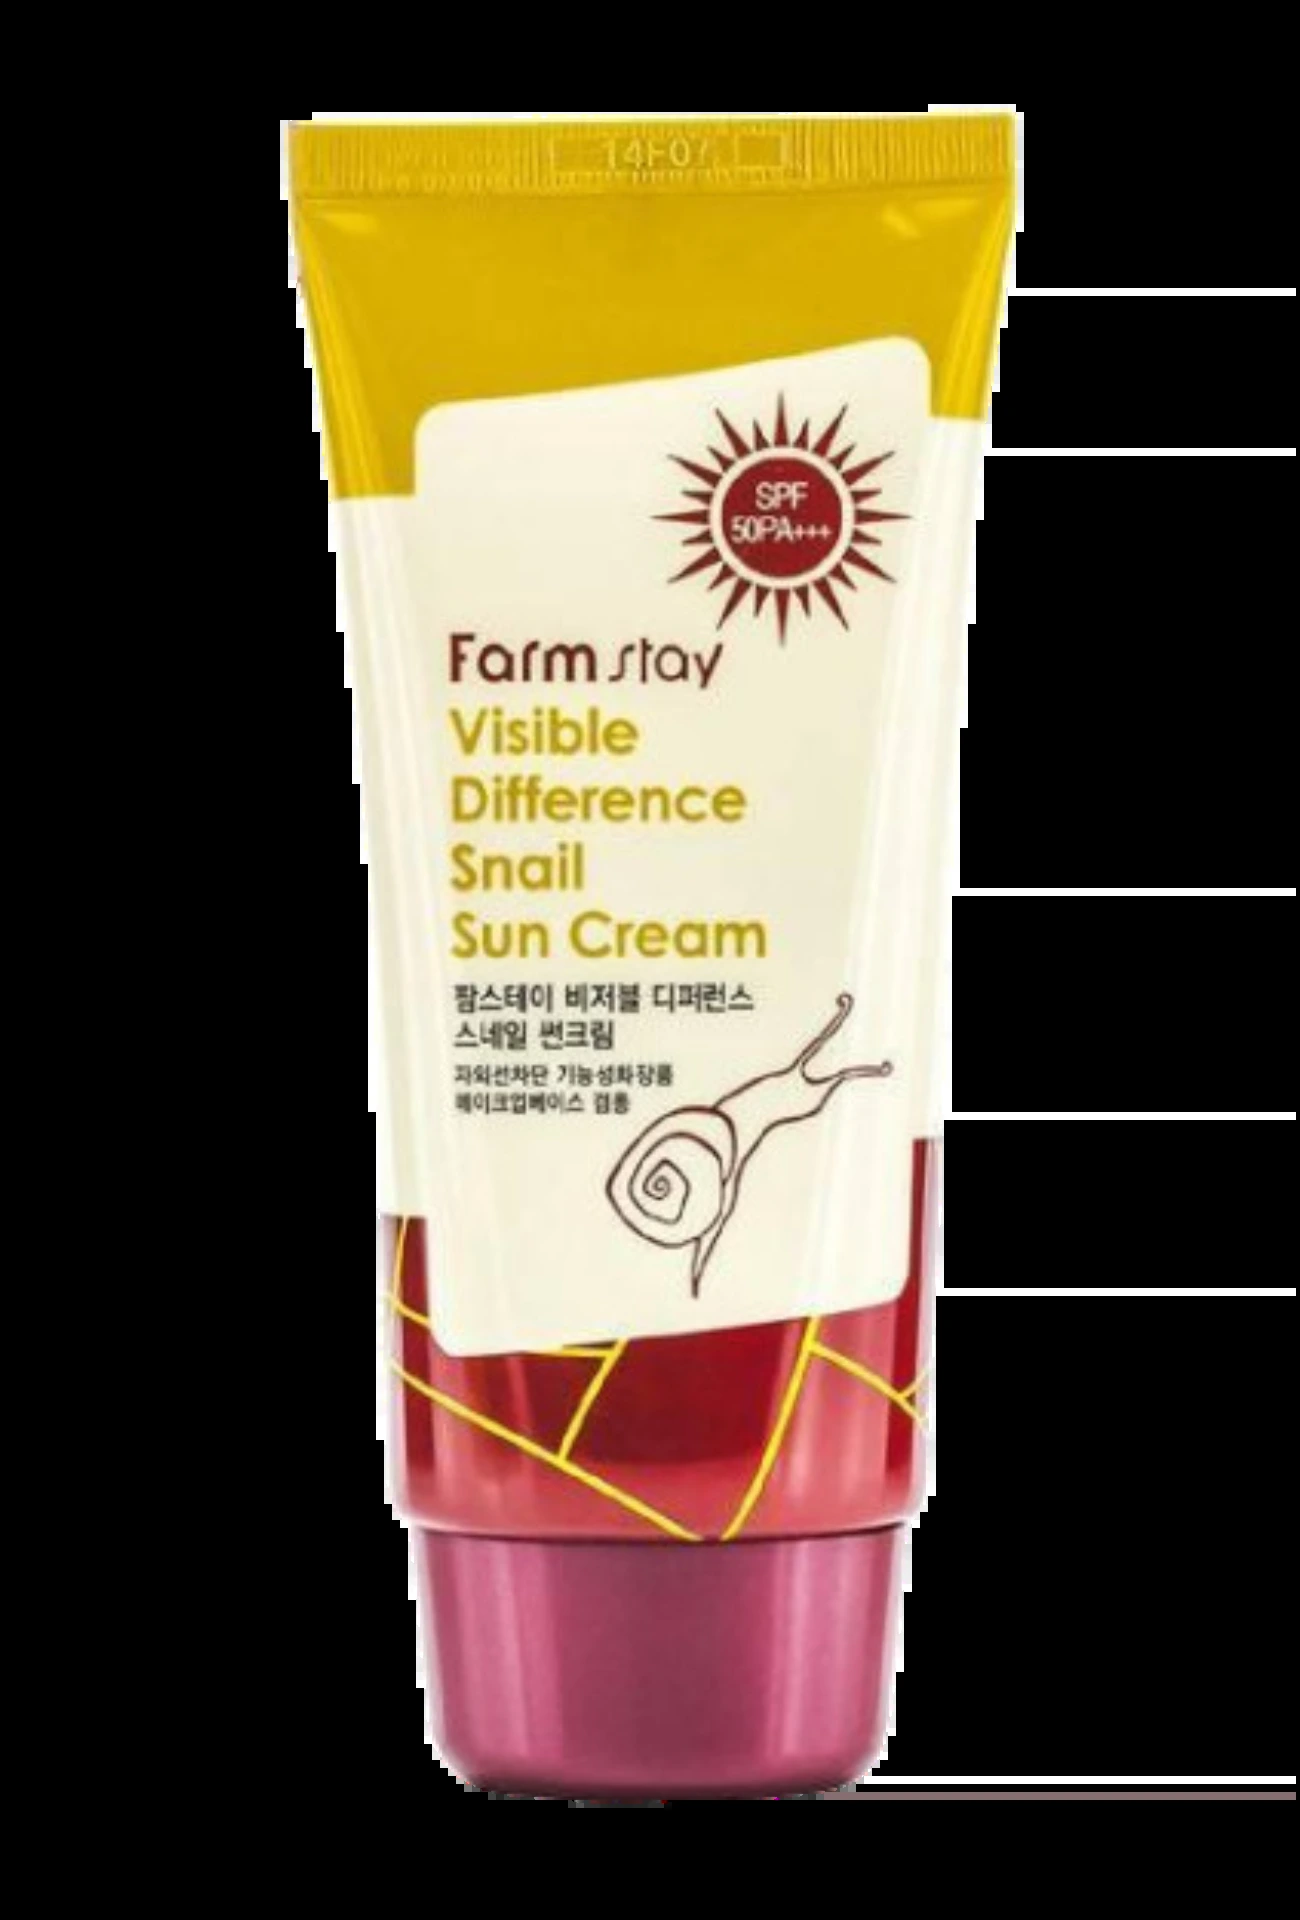 14F07
SPF
50PA+++
Farm stay
Visible
Difference
Snail
Sun Cream
팜스테이 비저블 디퍼런스
스네일 썬크림
자외선차단 기능성화장품
메이크업베이스 겸용